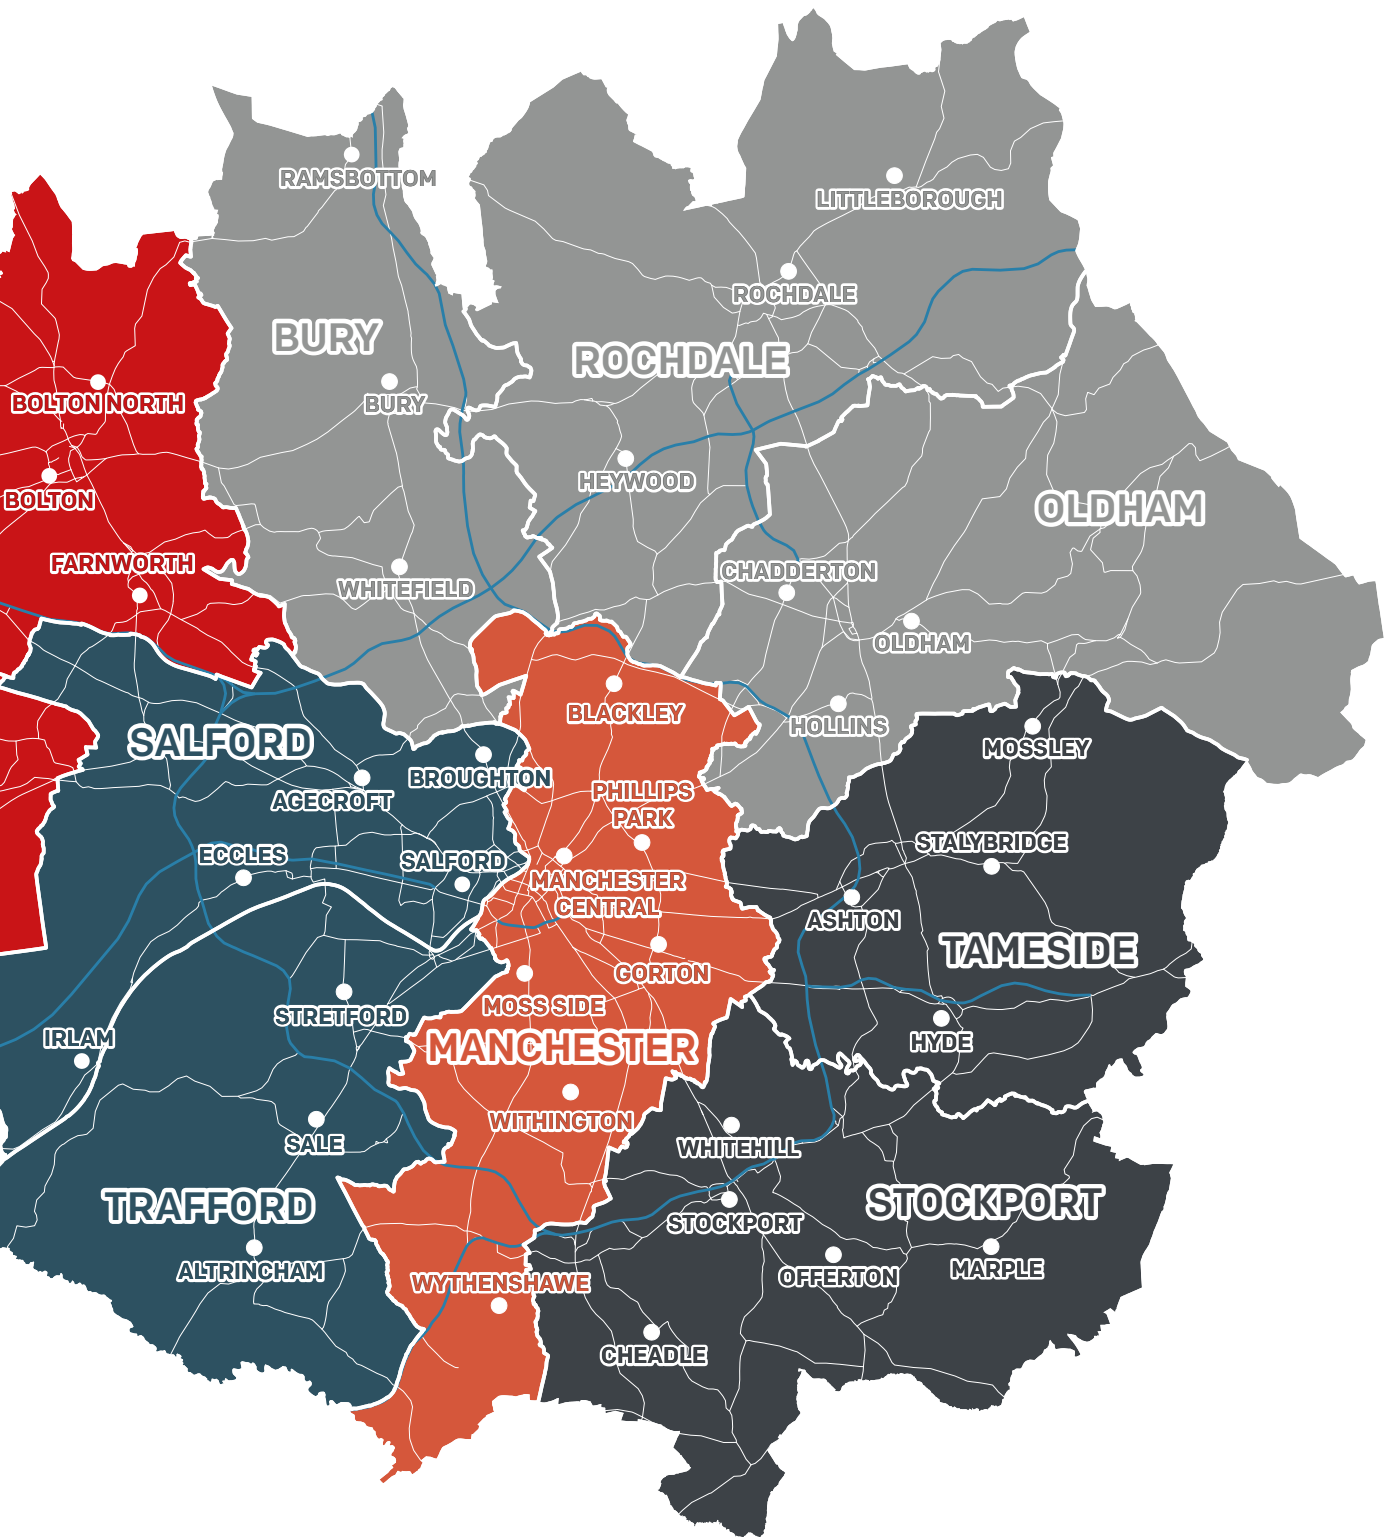 RAMSBOTTOM
LITTLEBOROUGH
ROCHDALE
BURY
ROCHDALE
BOLTON NORTH
BURY
HEYWOOD
BOLTON
OLDHAM
FARNWORTH
WHITEFIELD
CHADDERTON
OLDHAM
BLACKLEY
HOLLINS
SALFORD
MOSSLEY
BROUGHTON
AGECROFT
PHILLIPS
PARK
STALYBRIDGE
ECCLES
SALFORD
MANCHESTER
CENTRAL
ASHTON
TAMESIDE
GORTON
MOSS SIDE
STRETFORD
IRLAM
HYDE
MANCHESTER
WITHINGTON
SALE
WHITEHILL
TRAFFORD
STOCKPORT
STOCKPORT
ALTRINCHAM
MARPLE
OFFERTON
WYTHENSHAWE
CHEADLE